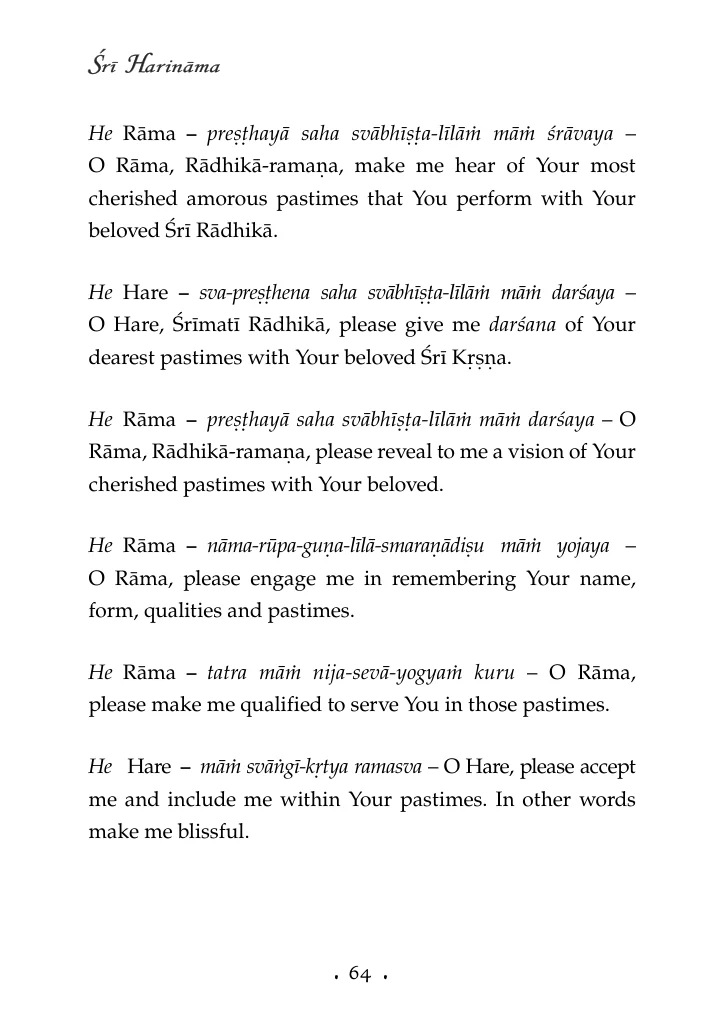 Śrī Harināma
He Rāma – preṣṭhayā saha svābhīṣṭa-līlāṁ māṁ śrāvaya –
O Rāma, Rādhikā-ramaṇa, make me hear of Your most
cherished amorous pastimes that You perform with Your
beloved Śrī Rādhikā.
He Hare – sva-preṣṭhena saha svābhīṣṭa-līlāṁ māṁ darśaya –
O Hare, Śrīmatī Rādhikā, please give me darśana of Your
dearest pastimes with Your beloved Śrī Kṛṣṇa.
He Rāma – preṣṭhayā saha svābhīṣṭa-līlāṁ māṁ darśaya – O
Rāma, Rādhikā-ramaṇa, please reveal to me a vision of Your
cherished pastimes with Your beloved.
He Rāma – nāma-rūpa-guṇa-līlā-smaraṇādiṣu māṁ yojaya –
O Rāma, please engage me in remembering Your name,
form, qualities and pastimes.
He Rāma – tatra māṁ nija-sevā-yogyaṁ kuru – O Rāma,
please make me qualified to serve You in those pastimes.
He Hare – māṁ svāṅgī-kṛtya ramasva – O Hare, please accept
me and include me within Your pastimes. In other words
make me blissful.
. 64 .